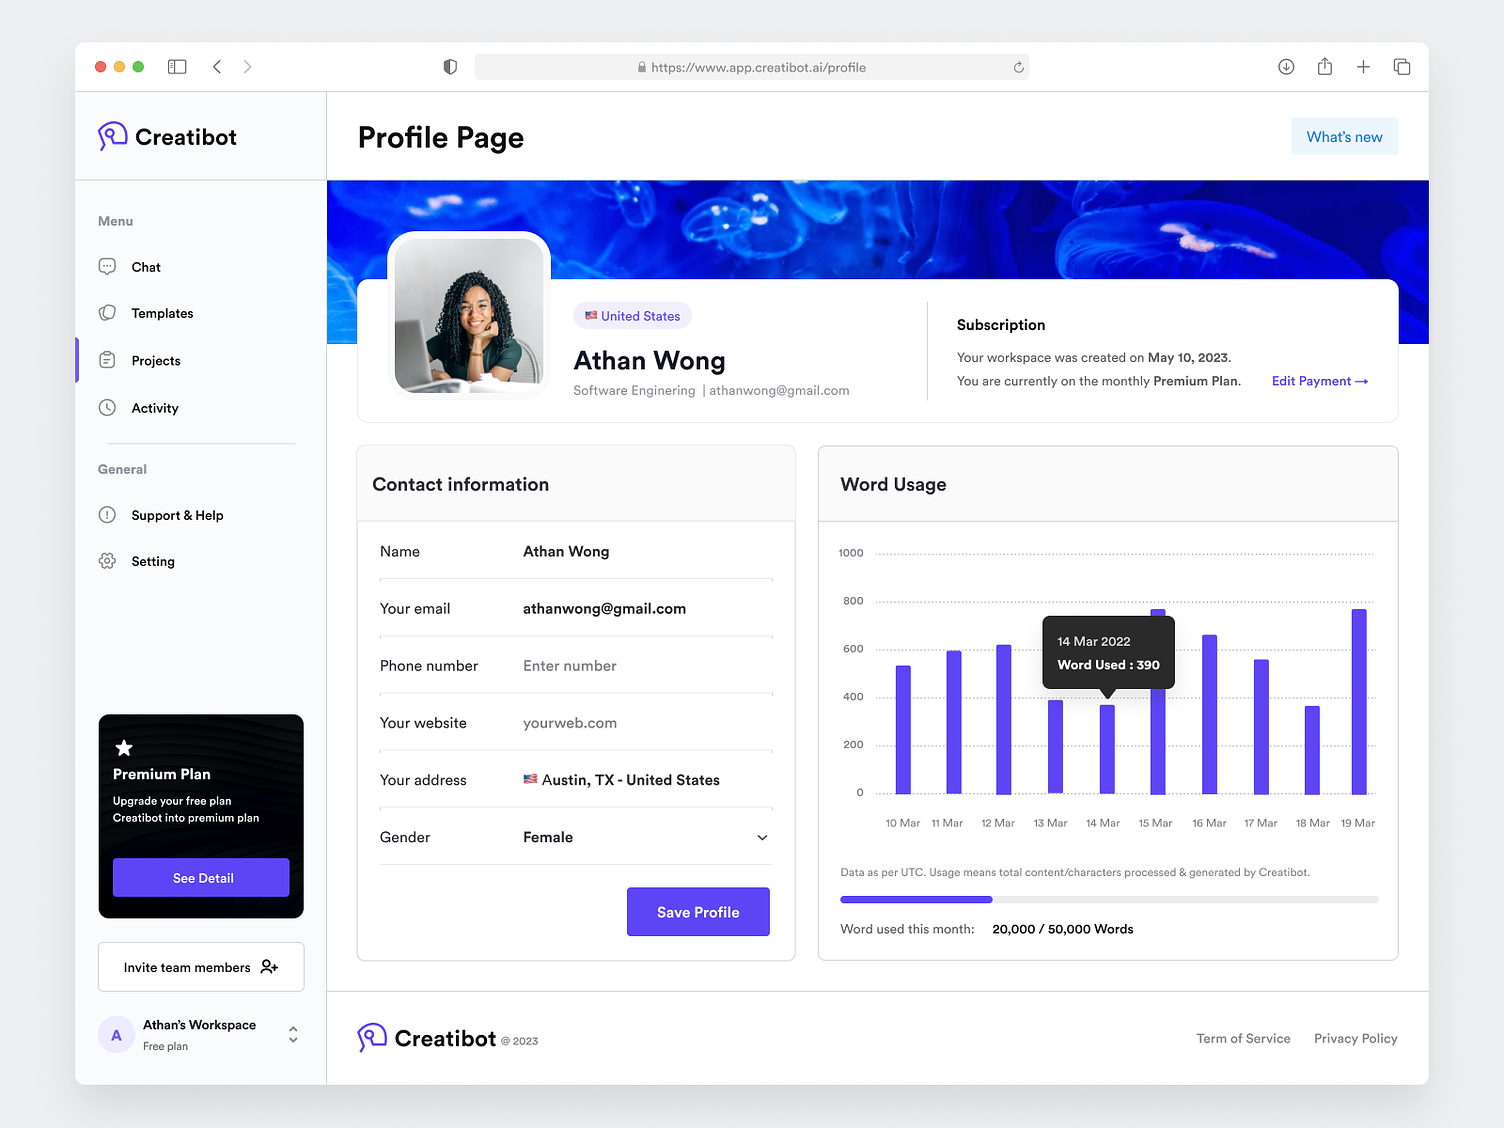 https://www.app.creatibot.ai/profile
Creatibot
Profile Page
What's new
Menu
Chat
Templates
Projects
Activity
General
Support & Help
Setting
Premium Plan
Upgrade your free plan
Creatibot into premium plan
See Detail
Invite team members
A
Athan's Workspace
Free plan
United States
Athan Wong
Software Enginering | athanwong@gmail.com
Subscription
Your workspace was created on May 10, 2023.
You are currently on the monthly Premium Plan.
Edit Payment →
Contact information
Name Athan Wong
Your email athanwong@gmail.com
Phone number Enter number
Your website yourweb.com
Your address Austin, TX - United States
Gender Female
Save Profile
Word Usage
1000
800
600
400
200
0
14 Mar 2022
Word Used : 390
10 Mar 11 Mar 12 Mar 13 Mar 14 Mar 15 Mar 16 Mar 17 Mar 18 Mar 19 Mar
Data as per UTC. Usage means total content/characters processed & generated by Creatibot.
Word used this month: 20,000 / 50,000 Words
Creatibot @ 2023
Term of Service Privacy Policy